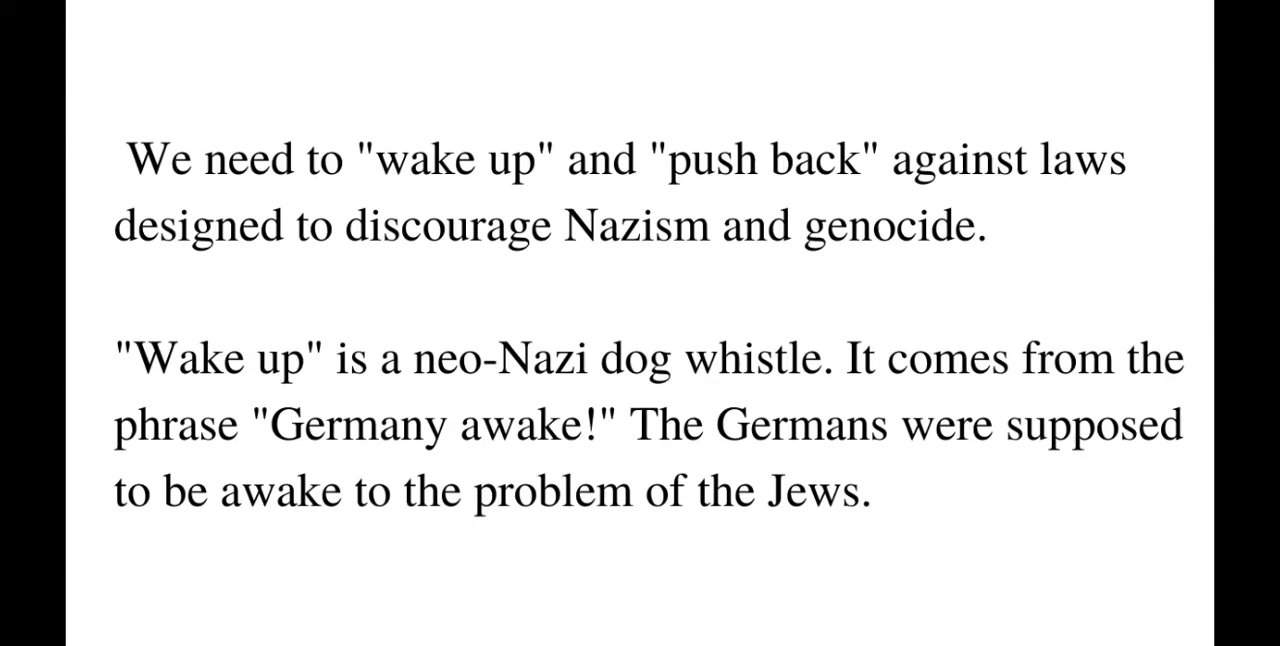 We need to "wake up" and "push back" against laws
designed to discourage Nazism and genocide.
"Wake up" is a neo-Nazi dog whistle. It comes from the
phrase "Germany awake!" The Germans were supposed
to be awake to the problem of the Jews.